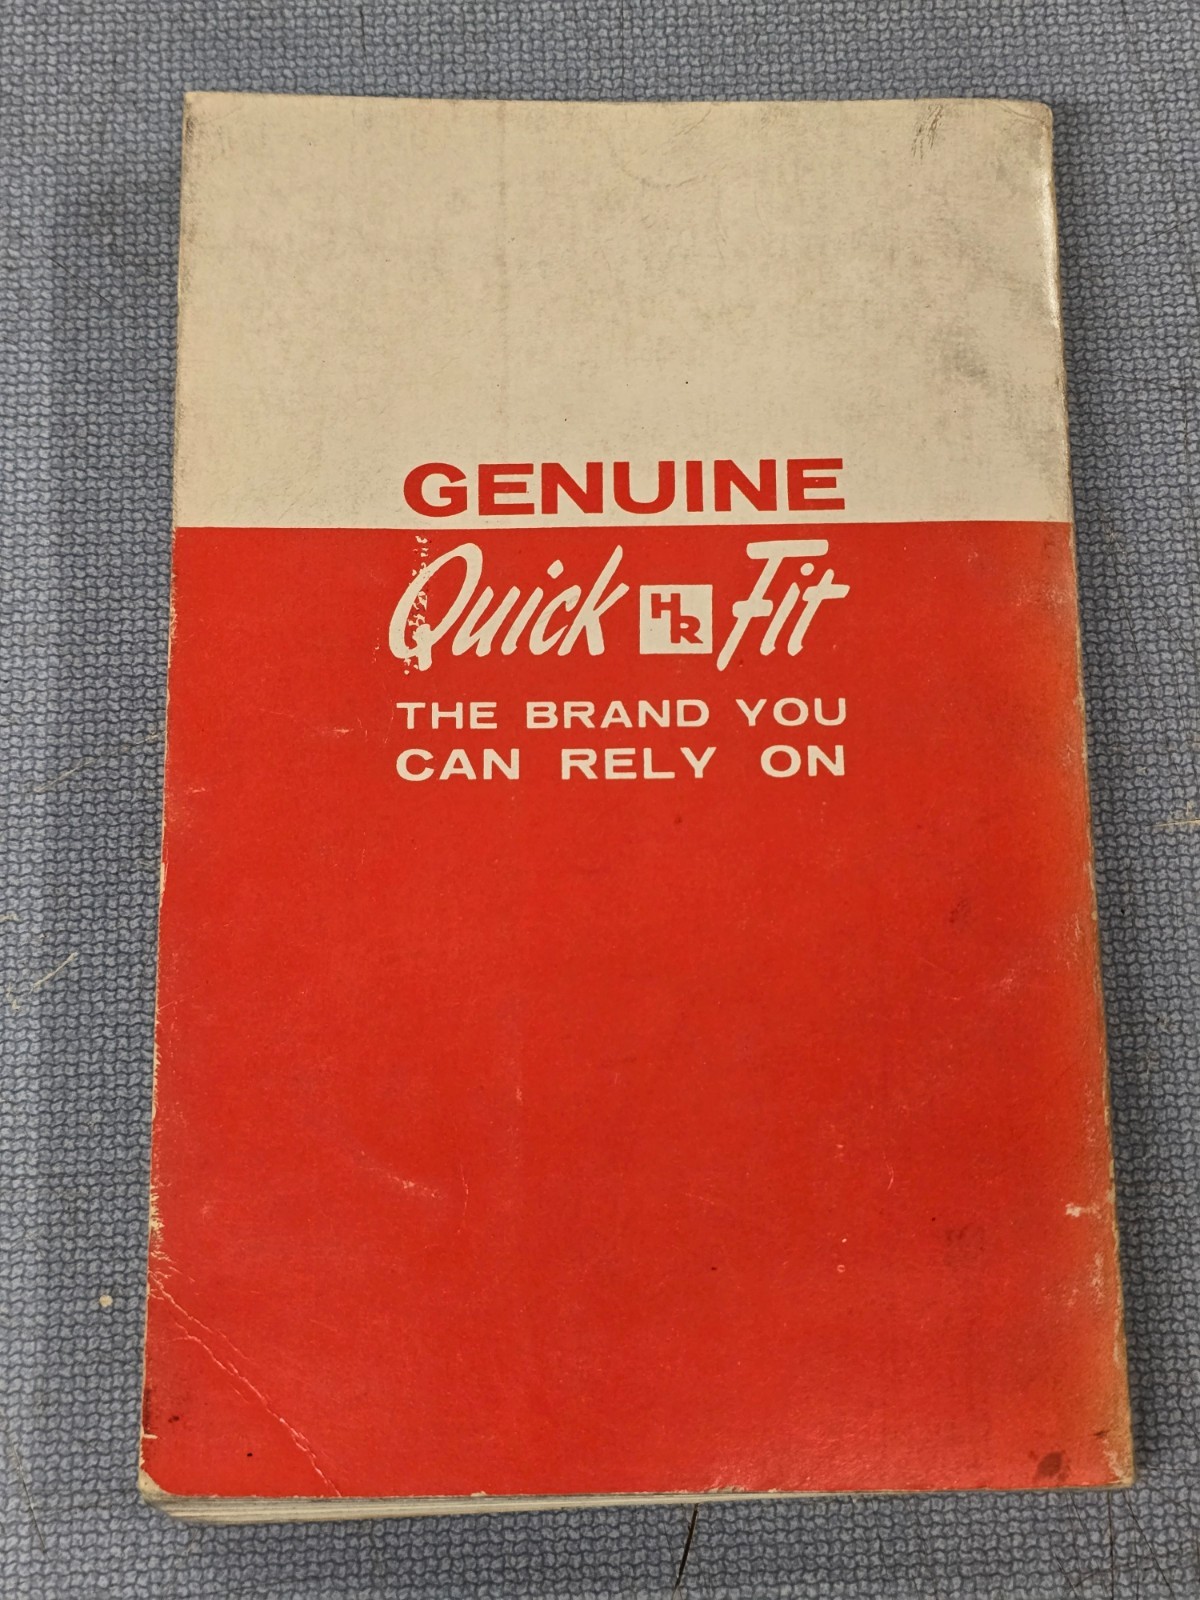 GENUINE
Quick HR Fit
THE BRAND YOU
CAN RELY ON